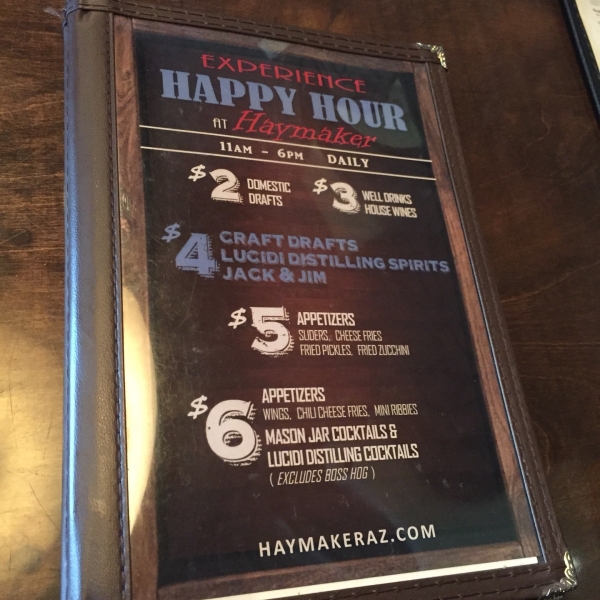 EXPERIENCE
HAPPY HOUR
AT Haymaker
11AM - 6PM DAILY
$2 DOMESTIC
DRAFTS
$3 WELL DRINKS
HOUSE WINES
$4 CRAFT DRAFTS
LUCIDI DISTILLING SPIRITS
JACK & JIM
$5 APPETIZERS
SLIDERS, CHEESE FRIES
FRIED PICKLES, FRIED ZUCCHINI
$6 APPETIZERS
WINGS, CHILI CHEESE FRIES, MINI RIBBIES
MASON JAR COCKTAILS &
LUCIDI DISTILLING COCKTAILS
( EXCLUDES BOSS HOG )
HAYMAKERAZ.COM